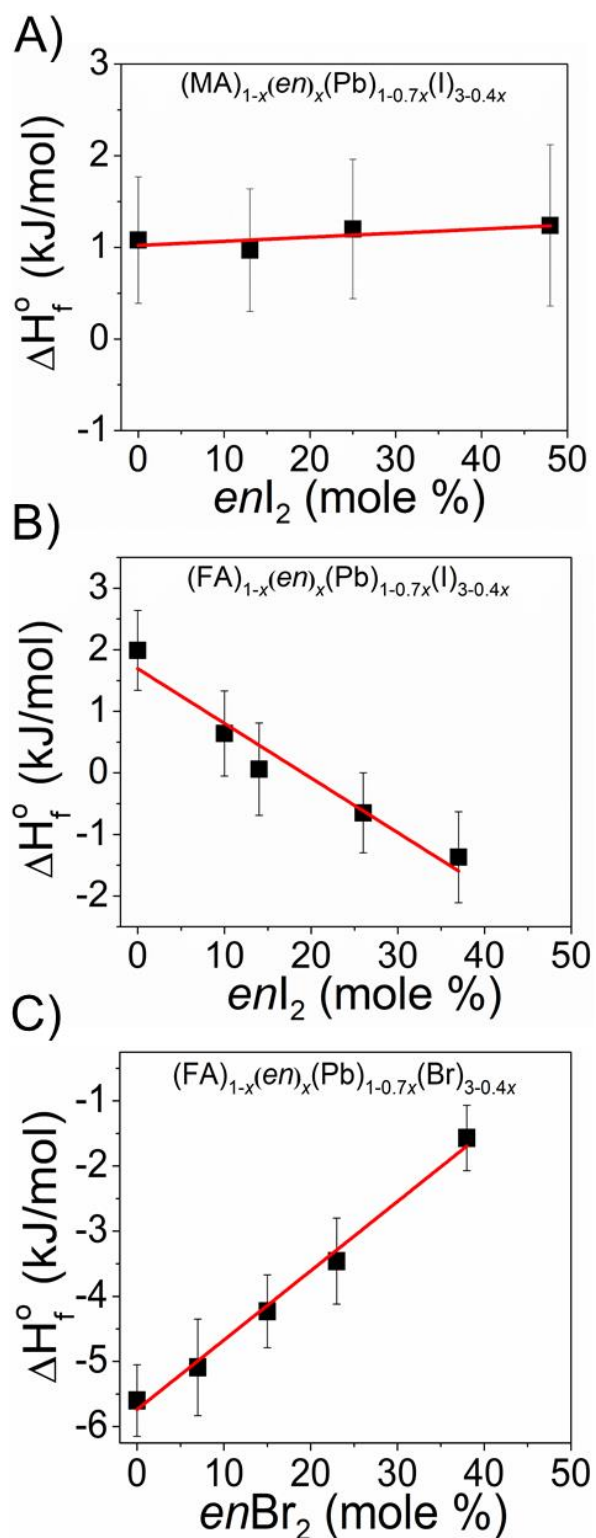 A)
(MA)₁₋ₓ(en)ₓ(Pb)₁₋₀.₇ₓ(I)₃₋₀.₄ₓ
3
2
1
0
-1
ΔH°f (kJ/mol)
0 10 20 30 40 50
enI₂ (mole %)
B)
(FA)₁₋ₓ(en)ₓ(Pb)₁₋₀.₇ₓ(I)₃₋₀.₄ₓ
3
2
1
0
-1
-2
ΔH°f (kJ/mol)
0 10 20 30 40 50
enI₂ (mole %)
C)
(FA)₁₋ₓ(en)ₓ(Pb)₁₋₀.₇ₓ(Br)₃₋₀.₄ₓ
-1
-2
-3
-4
-5
-6
ΔH°f (kJ/mol)
0 10 20 30 40 50
enBr₂ (mole %)